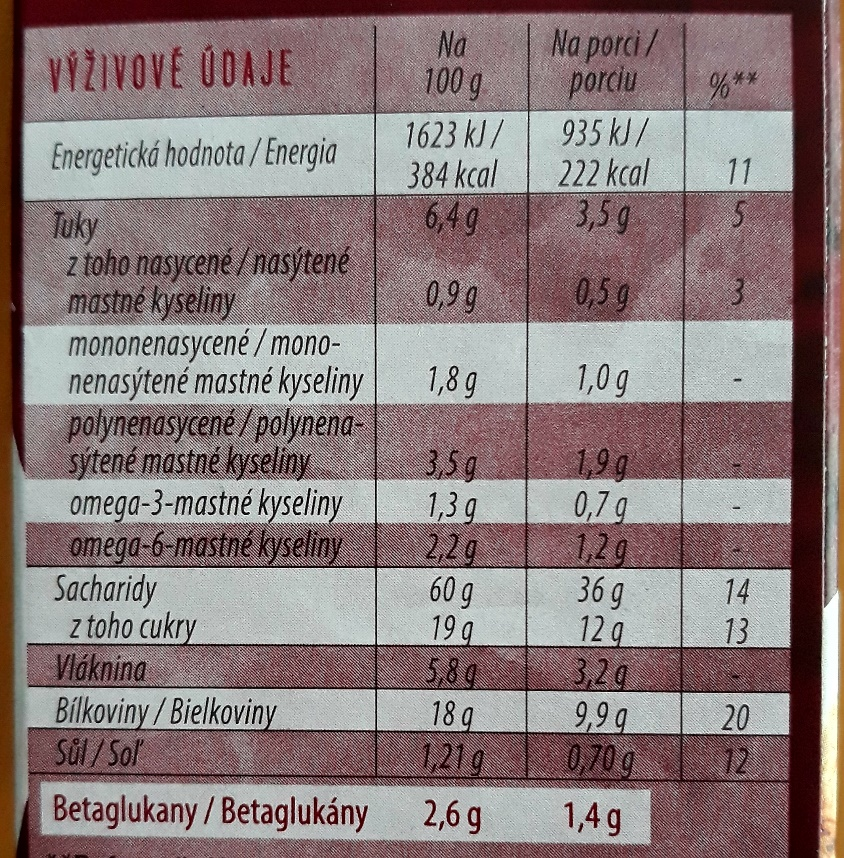 VÝŽIVOVÉ ÚDAJE Na 100 g Na porci / porciu %**
Energetická hodnota / Energia 1623 kJ / 384 kcal 935 kJ / 222 kcal 11
Tuky 6,4 g 3,5 g 5
z toho nasycené / nasýtené
mastné kyseliny 0,9 g 0,5 g 3
mononenasycené / mono-
nenasýtené mastné kyseliny 1,8 g 1,0 g -
polynenasycené / polynena-
sýtené mastné kyseliny 3,5 g 1,9 g -
omega-3-mastné kyseliny 1,3 g 0,7 g -
omega-6-mastné kyseliny 2,2 g 1,2 g -
Sacharidy 60 g 36 g 14
z toho cukry 19 g 12 g 13
Vláknina 5,8 g 3,2 g -
Bílkoviny / Bielkoviny 18 g 9,9 g 20
Sůl / Soľ 1,21 g 0,70 g 12
Betaglukany / Betaglukány 2,6 g 1,4 g